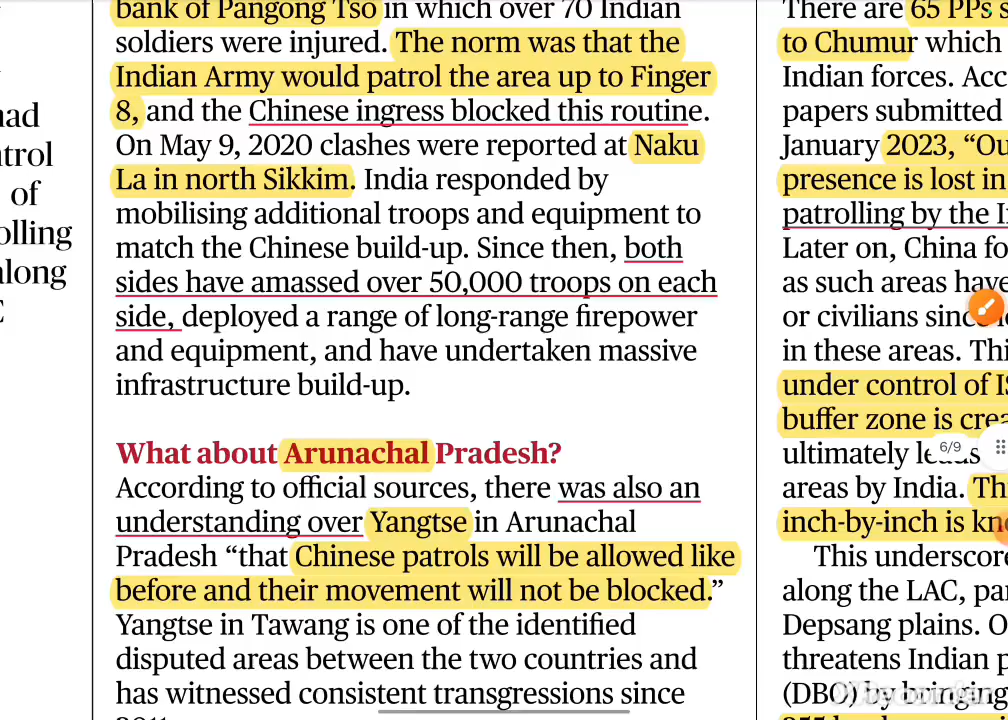 had
trol
of
olling
along
bank of Pangong Tso in which over 70 Indian
soldiers were injured. The norm was that the
Indian Army would patrol the area up to Finger
8, and the Chinese ingress blocked this routine.
On May 9, 2020 clashes were reported at Naku
La in north Sikkim. India responded by
mobilising additional troops and equipment to
match the Chinese build-up. Since then, both
sides have amassed over 50,000 troops on each
side, deployed a range of long-range firepower
and equipment, and have undertaken massive
infrastructure build-up.
What about Arunachal Pradesh?
According to official sources, there was also an
understanding over Yangtse in Arunachal
Pradesh “that Chinese patrols will be allowed like
before and their movement will not be blocked.”
Yangtse in Tawang is one of the identified
disputed areas between the two countries and
has witnessed consistent transgressions since
There are 65 PPs
to Chumur which
Indian forces. Acc
papers submitted
January 2023, “Ou
presence is lost in
patrolling by the I
Later on, China fo
as such areas have
or civilians sinc
in these areas. Thi
under control of IS
buffer zone is crea
ultimately le
areas by India. Th
inch-by-inch is kn
This underscore
along the LAC, pa
Depsang plains. O
threatens Indian p
(DBO) by bringing
6/9